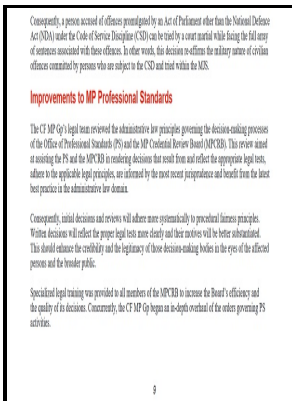 Consequently, a person accused of offences promulgated by an Act of Parliament other than the National Defence
Act (NDA) under the Code of Service Discipline (CSD) can be tried by a court martial while facing the full array
of sentences associated with these offences. In other words, this decision re-affirms the military nature of civilian
offences committed by persons who are subject to the CSD and tried within the MJS.
Improvements to MP Professional Standards
The CF MP Gp's legal team reviewed the administrative law principles governing the decision-making processes
of the Office of Professional Standards (PS) and the MP Credential Review Board (MPCRB). This review aimed
at assisting the PS and the MPCRB in rendering decisions that result from and reflect the appropriate legal tests,
adhere to the applicable legal principles, are informed by the most recent jurisprudence and benefit from the latest
best practice in the administrative law domain.
Consequently, initial decisions and reviews will adhere more systematically to procedural fairness principles.
Written decisions will reflect the proper legal tests more clearly and their motives will be better substantiated.
This should enhance the credibility and the legitimacy of those decision-making bodies in the eyes of the affected
persons and the broader public.
Specialized legal training was provided to all members of the MPCRB to increase the Board's efficiency and
the quality of its decisions. Concurrently, the CF MP Gp began an in-depth overhaul of the orders governing PS
activities.
9